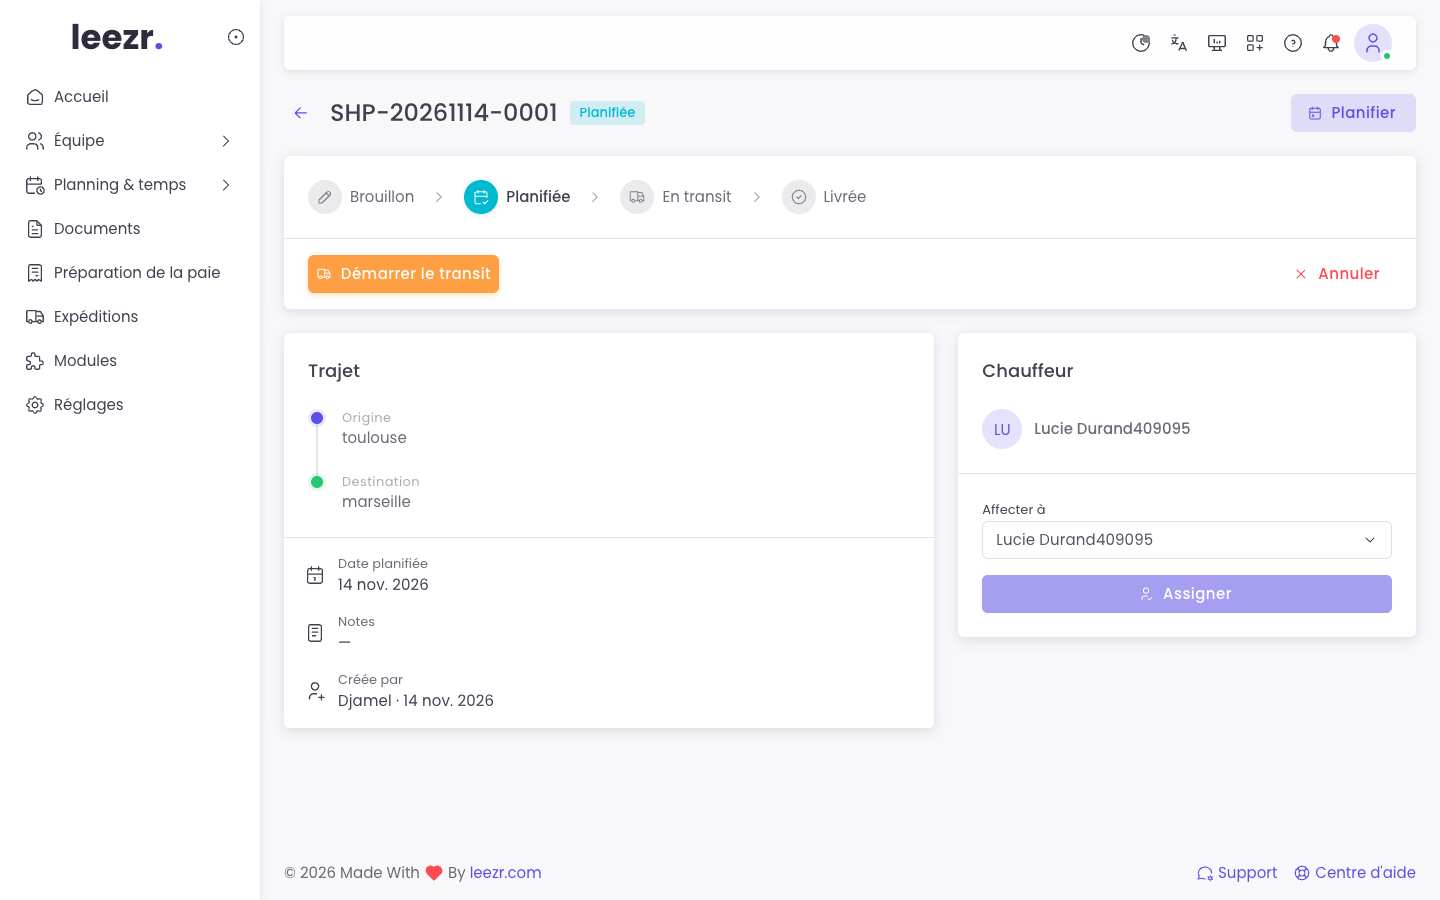 leezr.
Accueil
Équipe
Planning & temps
Documents
Préparation de la paie
Expéditions
Modules
Réglages
SHP-20261114-0001
Planifiée
Planifier
Brouillon
Planifiée
En transit
Livrée
Démarrer le transit
Annuler
Trajet
Origine
toulouse
Destination
marseille
Date planifiée
14 nov. 2026
Notes
—
Créée par
Djamel · 14 nov. 2026
Chauffeur
LU
Lucie Durand409095
Affecter à
Lucie Durand409095
Assigner
© 2026 Made With By leezr.com
Support
Centre d'aide